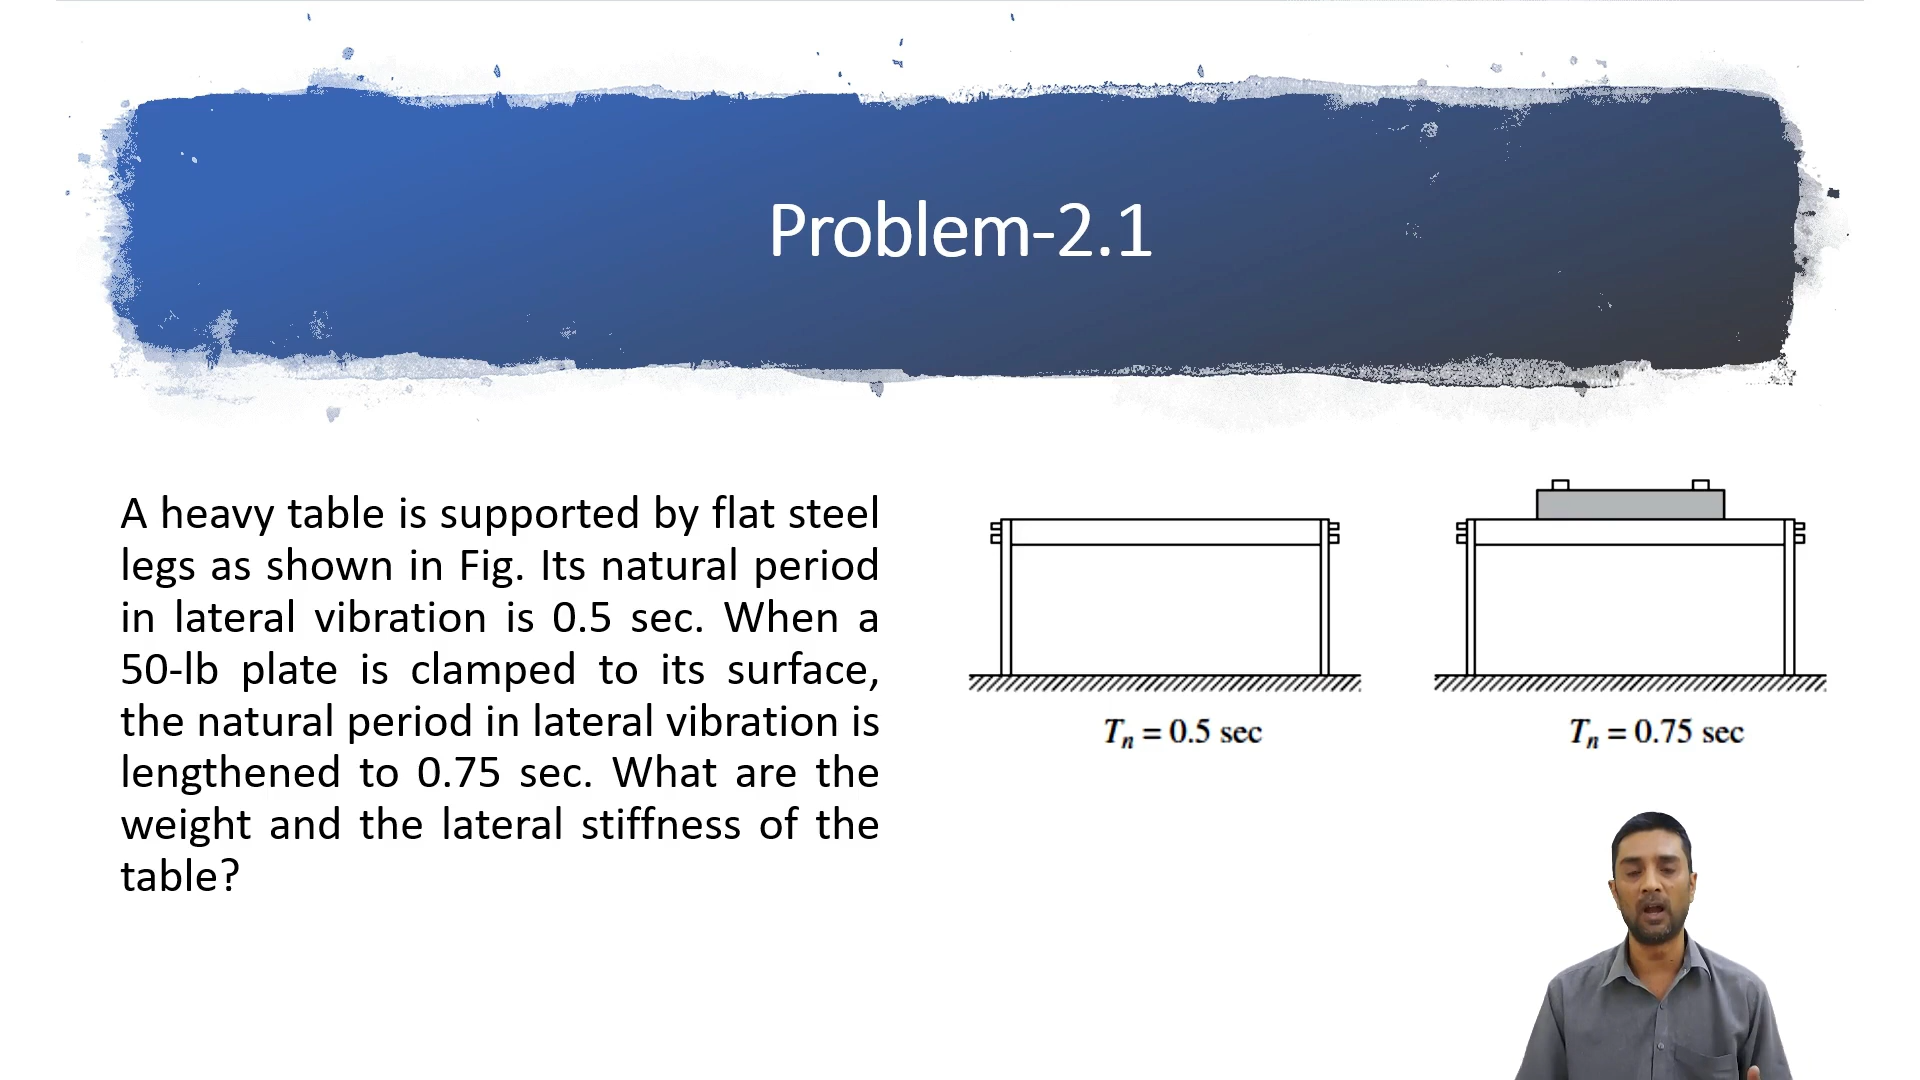 Problem-2.1
A heavy table is supported by flat steel
legs as shown in Fig. Its natural period
in lateral vibration is 0.5 sec. When a
50-lb plate is clamped to its surface,
the natural period in lateral vibration is
lengthened to 0.75 sec. What are the
weight and the lateral stiffness of the
table?
Tn = 0.5 sec
Tn = 0.75 sec